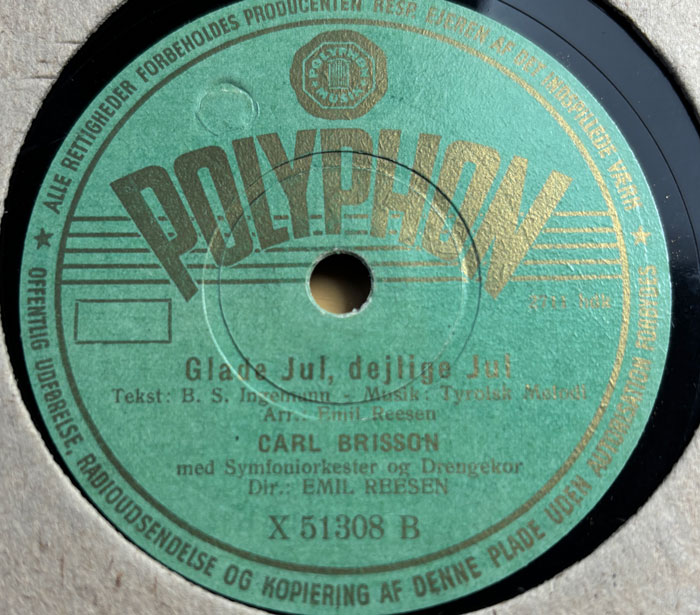 ALLE RETTIGHEDER FORBEHOLDES PRODUCENTEN RESP. EJEREN AF DET INDSPILLEDE VÆRK
POLYPHON
Glade Jul, dejlige Jul
Tekst: B. S. Ingemann - Musik: Tyrolsk Melodi
Arr.: Emil Reesen
CARL BRISSON
med Symfoniorkester og Drengekor
Dir.: EMIL REESEN
X 51308 B
OFFENTLIG UDFØRELSE, RADIOUDSENDELSE OG KOPIERING AF DENNE PLADE UDEN AUTORISATION FORBYDES